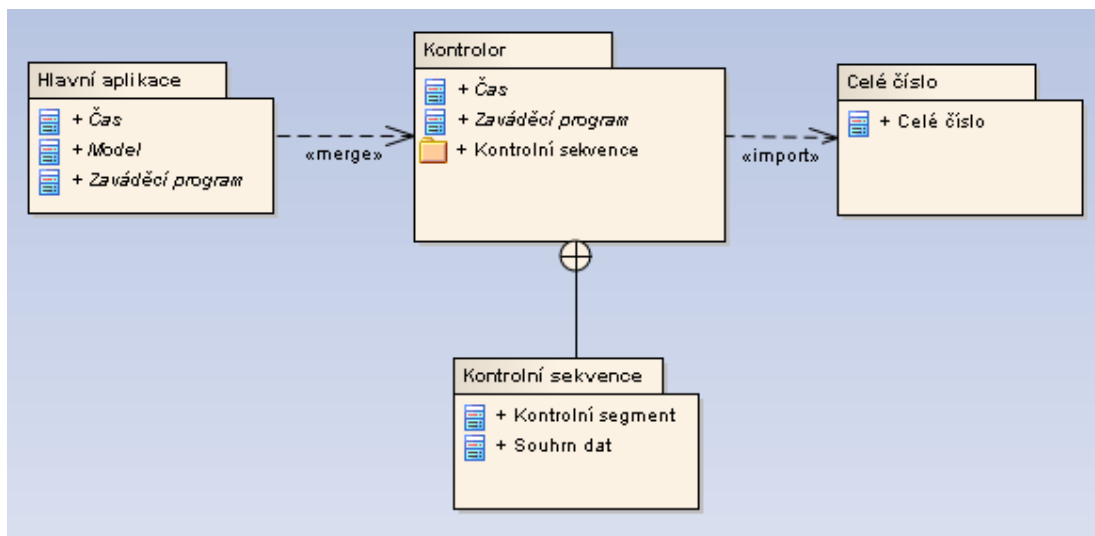 Hlavní aplikace
+ Čas
+ Model
+ Zaváděcí program
«merge»
Kontrolor
+ Čas
+ Zaváděcí program
+ Kontrolní sekvence
«import»
Celé číslo
+ Celé číslo
Kontrolní sekvence
+ Kontrolní segment
+ Souhrn dat